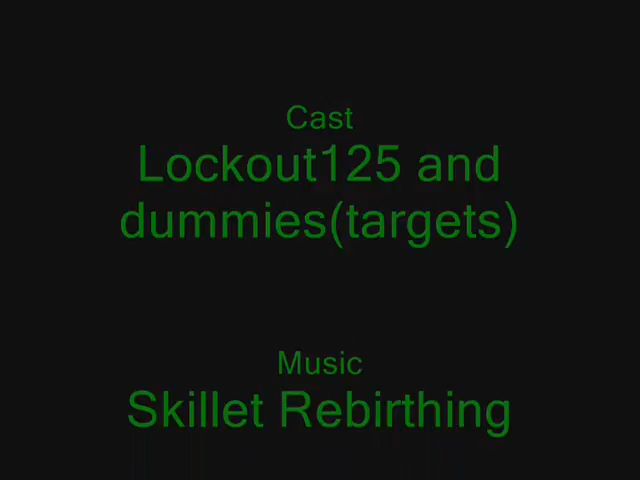 Cast
Lockout125 and
dummies(targets)
Music
Skillet Rebirthing